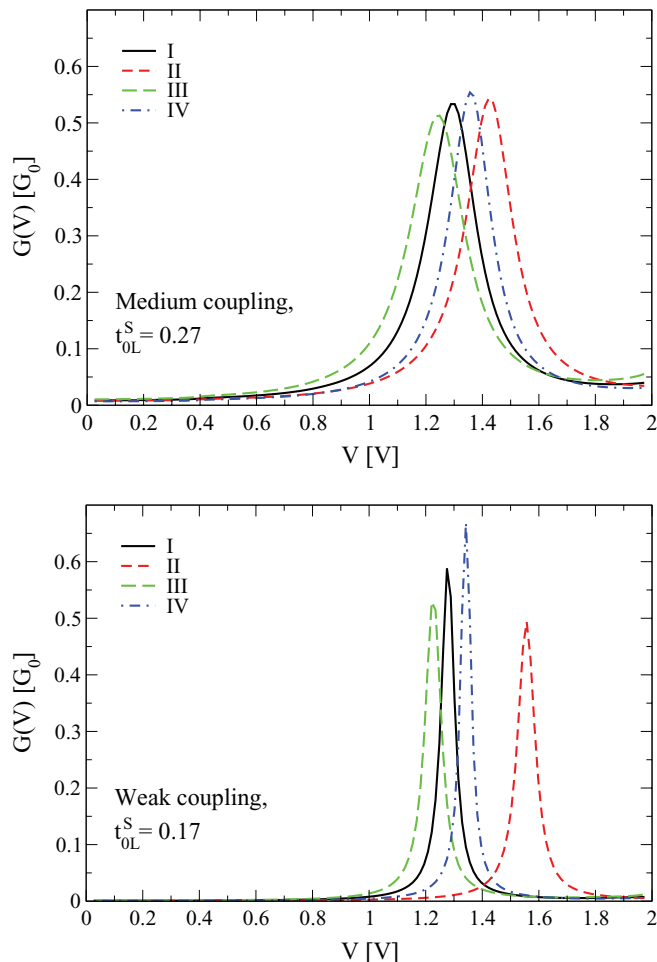 I
II
III
IV
G(V) [G₀]
0.6
0.5
0.4
0.3
0.2
0.1
0
Medium coupling,
t^S_{0L} = 0.27
0 0.2 0.4 0.6 0.8 1 1.2 1.4 1.6 1.8 2
V [V]
I
II
III
IV
G(V) [G₀]
0.6
0.5
0.4
0.3
0.2
0.1
0
Weak coupling,
t^S_{0L} = 0.17
0 0.2 0.4 0.6 0.8 1 1.2 1.4 1.6 1.8 2
V [V]